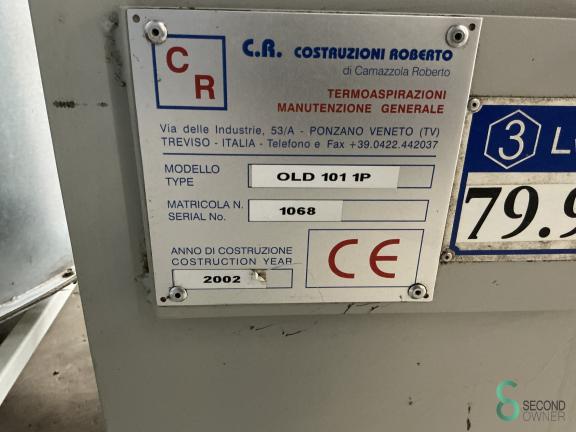 C R
C.R. COSTRUZIONI ROBERTO
di Camazzola Roberto
TERMOASPIRAZIONI
MANUTENZIONE GENERALE
Via delle Industrie, 53/A - PONZANO VENETO (TV)
TREVISO - ITALIA - Telefono e Fax +39.0422.442037
MODELLO
TYPE
OLD 101 1P
MATRICOLA N.
SERIAL No.
1068
ANNO DI COSTRUZIONE
COSTRUCTION YEAR
2002
CE
3
79.9
SECOND
OWNER